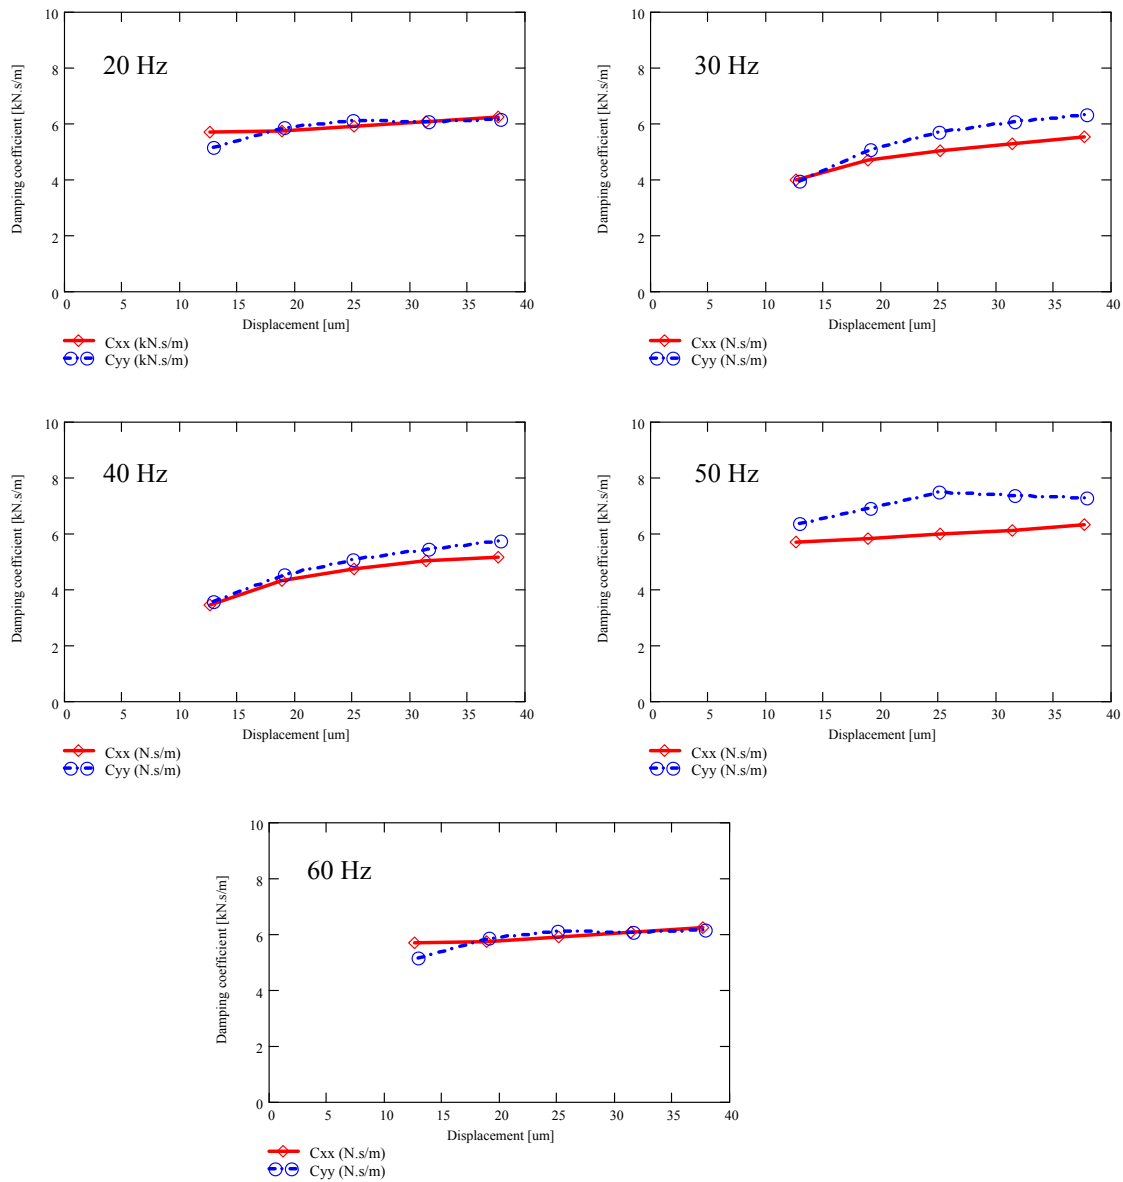 10
8
6
4
2
0
Damping coefficient [kN.s/m]
20 Hz
0 5 10 15 20 25 30 35 40
Displacement [um]
Cxx (kN.s/m)
Cyy (kN.s/m)
10
8
6
4
2
0
Damping coefficient [kN.s/m]
30 Hz
0 5 10 15 20 25 30 35 40
Displacement [um]
Cxx (N.s/m)
Cyy (N.s/m)
10
8
6
4
2
0
Damping coefficient [kN.s/m]
40 Hz
0 5 10 15 20 25 30 35 40
Displacement [um]
Cxx (N.s/m)
Cyy (N.s/m)
10
8
6
4
2
0
Damping coefficient [kN.s/m]
50 Hz
0 5 10 15 20 25 30 35 40
Displacement [um]
Cxx (N.s/m)
Cyy (N.s/m)
10
8
6
4
2
0
Damping coefficient [kN.s/m]
60 Hz
0 5 10 15 20 25 30 35 40
Displacement [um]
Cxx (N.s/m)
Cyy (N.s/m)